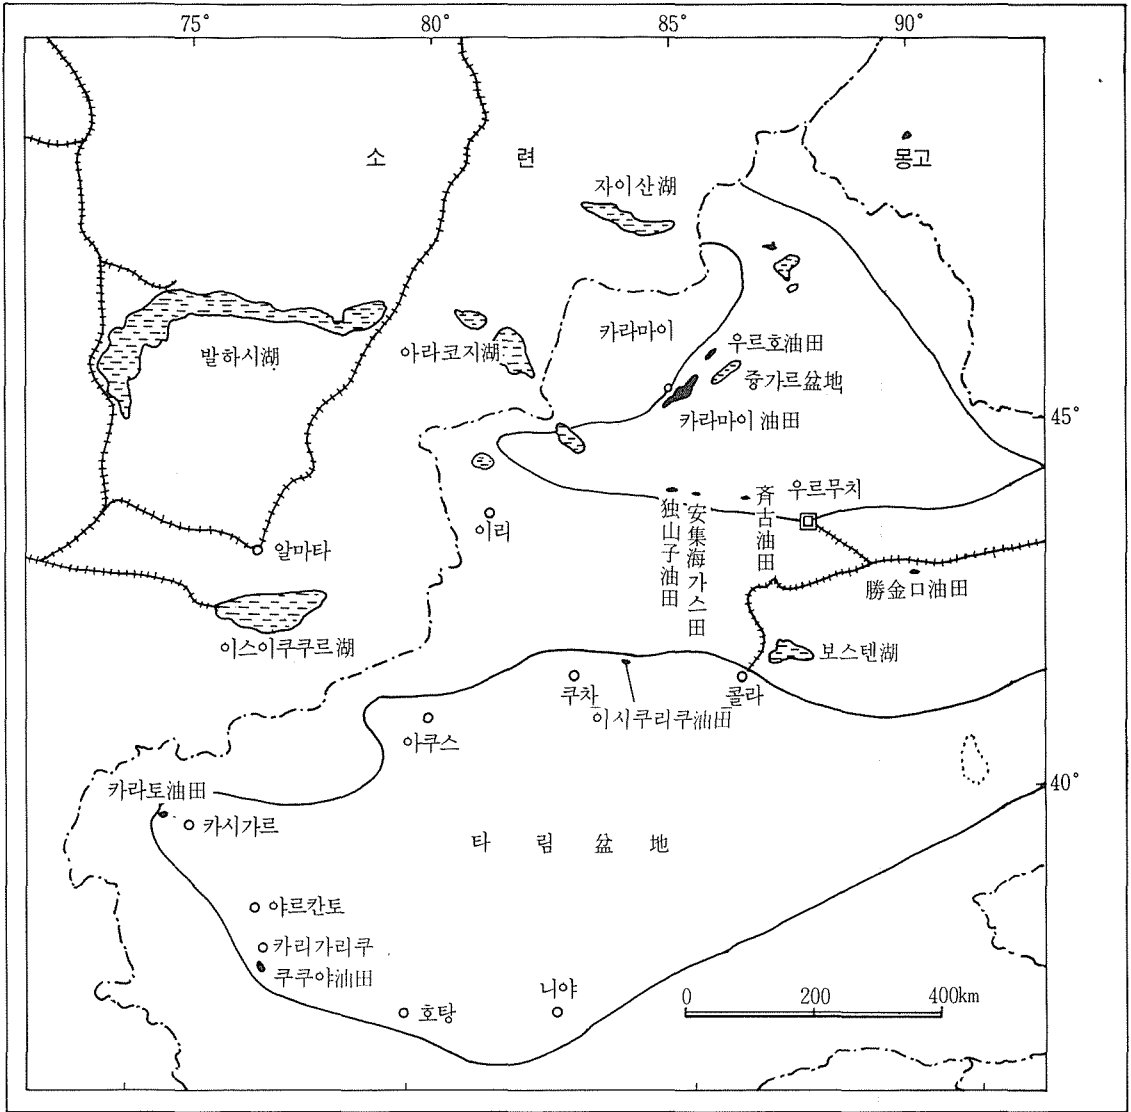 75° 80° 85° 90°
소 련
몽고
자이산湖
카라마이
우르호油田
발하시湖
아라코지湖
즁가르盆地
카라마이油田
45°
우르무치
独山子油田
安集海가스田
斉古油田
이리
알마타
勝金口油田
이스이쿠쿠르湖
보스텐湖
쿠차
콜라
이시쿠리쿠油田
아쿠스
카라토油田
40°
카시가르
타림盆地
야르칸토
카리가리쿠
쿠쿠야油田
니야
호탕
0 200 400km